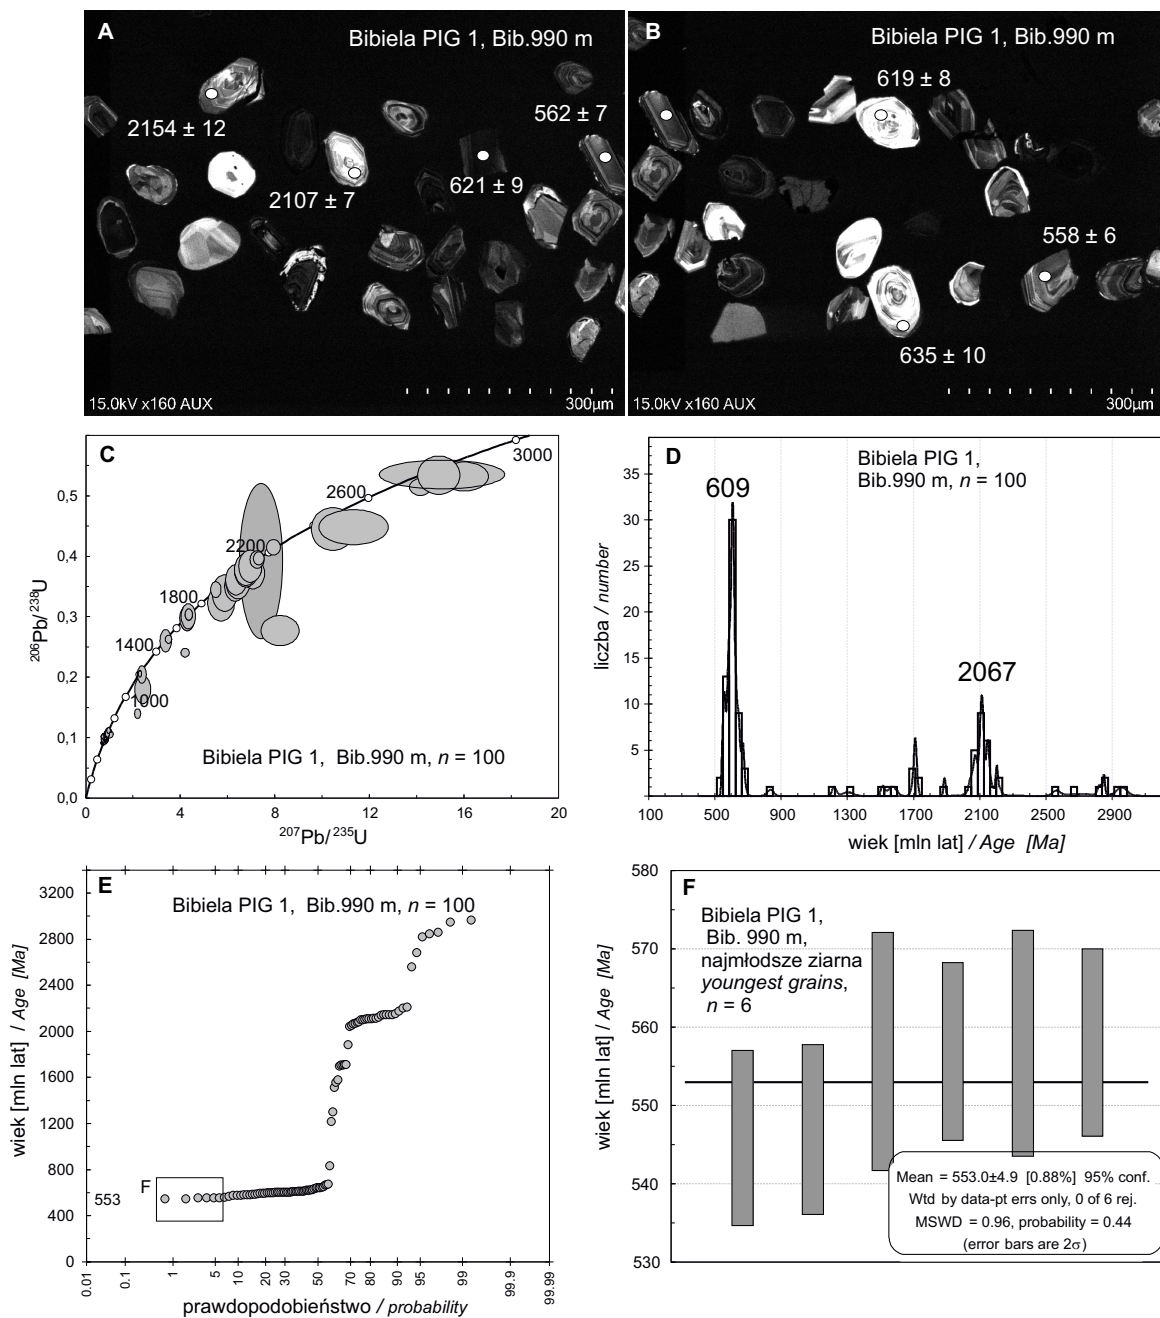 A
Bibiela PIG 1, Bib.990 m
2154 ± 12
562 ± 7
2107 ± 7
621 ± 9
15.0kV x160 AUX
300µm
B
Bibiela PIG 1, Bib.990 m
619 ± 8
558 ± 6
635 ± 10
15.0kV x160 AUX
300µm
C
3000
2600
2200
1800
1400
1000
0,5
0,4
0,3
0,2
0,1
0,0
²⁰⁶Pb/²³⁸U
Bibiela PIG 1, Bib.990 m, n = 100
0 4 8 12 16 20
²⁰⁷Pb/²³⁵U
D
Bibiela PIG 1,
Bib.990 m, n = 100
609
2067
35
30
25
20
15
10
5
liczba / number
100 500 900 1300 1700 2100 2500 2900
wiek [mln lat] / Age [Ma]
E
Bibiela PIG 1, Bib.990 m, n = 100
3200
2800
2400
2000
1600
1200
800
400
0
553
F
wiek [mln lat] / Age [Ma]
0.01 0.1 1 5 10 20 30 50 70 80 90 95 99 99.9 99.99
prawdopodobieństwo / probability
F
Bibiela PIG 1,
Bib. 990 m,
najmłodsze ziarna
youngest grains,
n = 6
580
570
560
550
540
530
wiek [mln lat] / Age [Ma]
Mean = 553.0±4.9 [0.88%] 95% conf.
Wtd by data-pt errs only, 0 of 6 rej.
MSWD = 0.96, probability = 0.44
(error bars are 2σ)